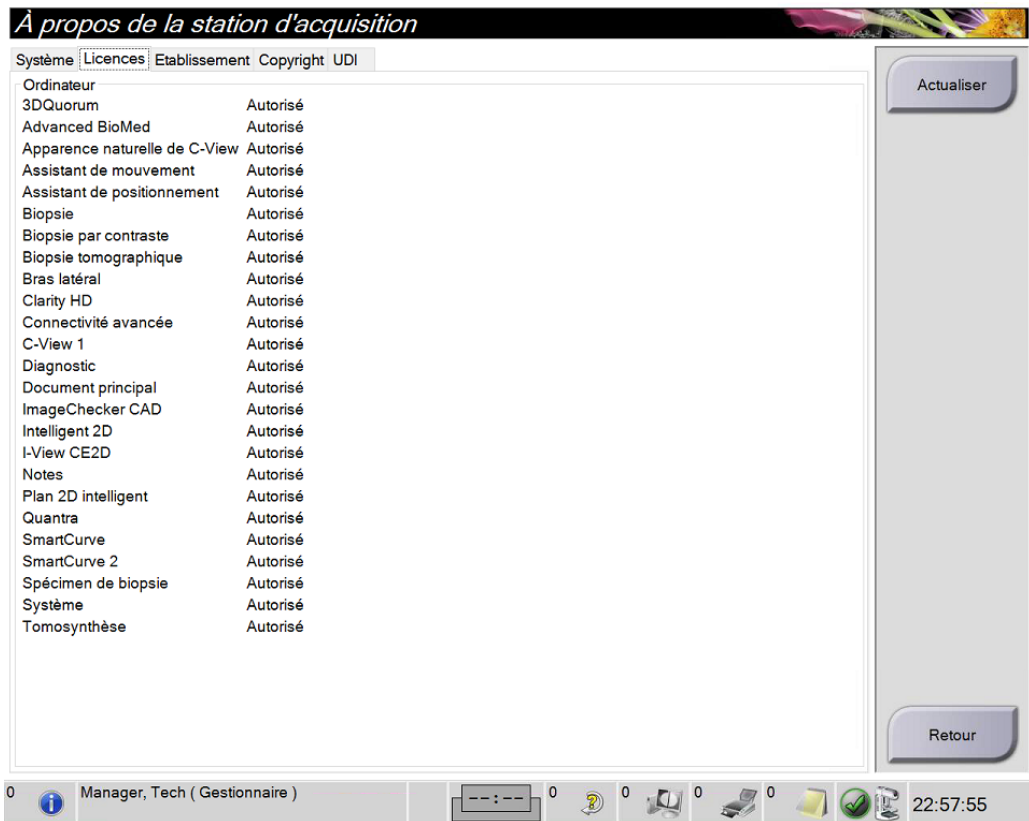 À propos de la station d'acquisition
Système Licences Etablissement Copyright UDI
Actualiser
Ordinateur
3DQuorum Autorisé
Advanced BioMed Autorisé
Apparence naturelle de C-View Autorisé
Assistant de mouvement Autorisé
Assistant de positionnement Autorisé
Biopsie Autorisé
Biopsie par contraste Autorisé
Biopsie tomographique Autorisé
Bras latéral Autorisé
Clarity HD Autorisé
Connectivité avancée Autorisé
C-View 1 Autorisé
Diagnostic Autorisé
Document principal Autorisé
ImageChecker CAD Autorisé
Intelligent 2D Autorisé
I-View CE2D Autorisé
Notes Autorisé
Plan 2D intelligent Autorisé
Quantra Autorisé
SmartCurve Autorisé
SmartCurve 2 Autorisé
Spécimen de biopsie Autorisé
Système Autorisé
Tomosynthèse Autorisé
Retour
0 Manager, Tech ( Gestionnaire ) --:-- 0 0 0 0 22:57:55